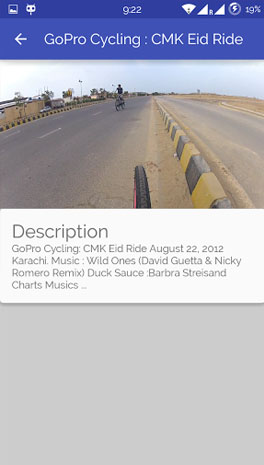 9:22
R
19%
GoPro Cycling : CMK Eid Ride
Description
GoPro Cycling: CMK Eid Ride August 22, 2012
Karachi. Music : Wild Ones (David Guetta & Nicky
Romero Remix) Duck Sauce :Barbra Streisand
Charts Musics ...